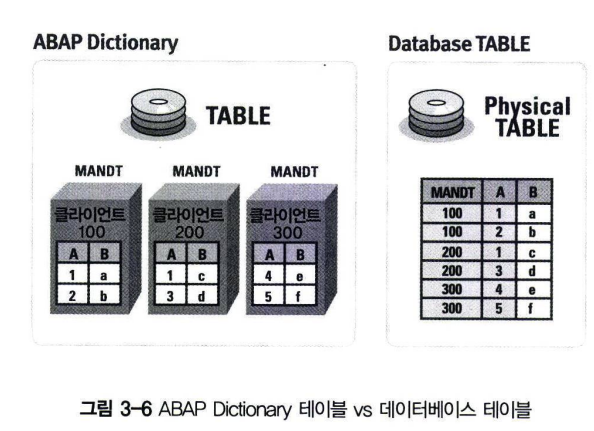 ABAP Dictionary
TABLE
MANDT MANDT MANDT
클라이언트 100
A B
1 a
2 b
클라이언트 200
A B
1 c
3 d
클라이언트 300
A B
4 e
5 f
Database TABLE
Physical
TABLE
MANDT A B
100 1 a
100 2 b
200 1 c
200 3 d
300 4 e
300 5 f
그림 3-6 ABAP Dictionary 테이블 vs 데이터베이스 테이블